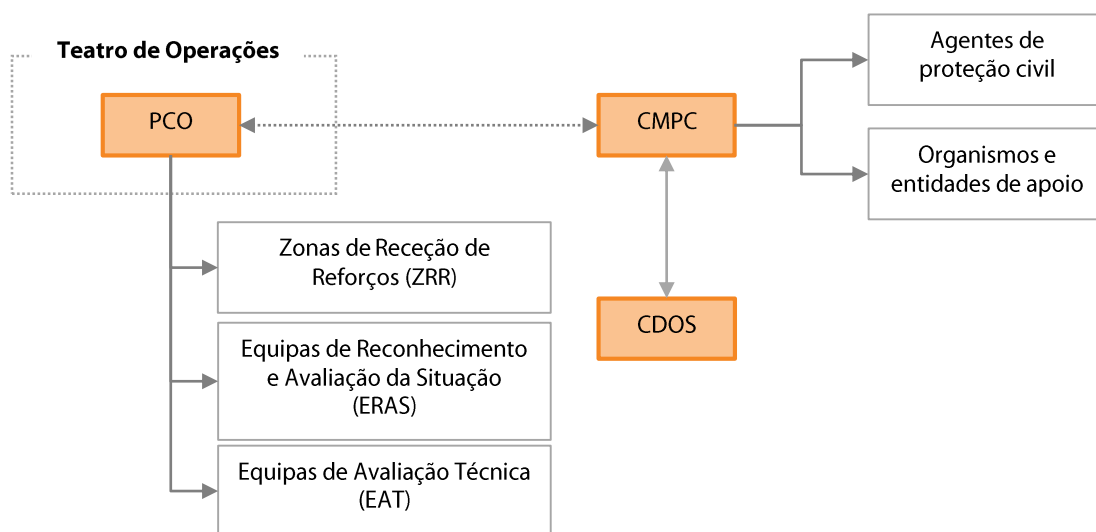 Teatro de Operações
PCO
CMPC
Agentes de
proteção civil
Organismos e
entidades de apoio
Zonas de Receção de
Reforços (ZRR)
CDOS
Equipas de Reconhecimento
e Avaliação da Situação
(ERAS)
Equipas de Avaliação Técnica
(EAT)